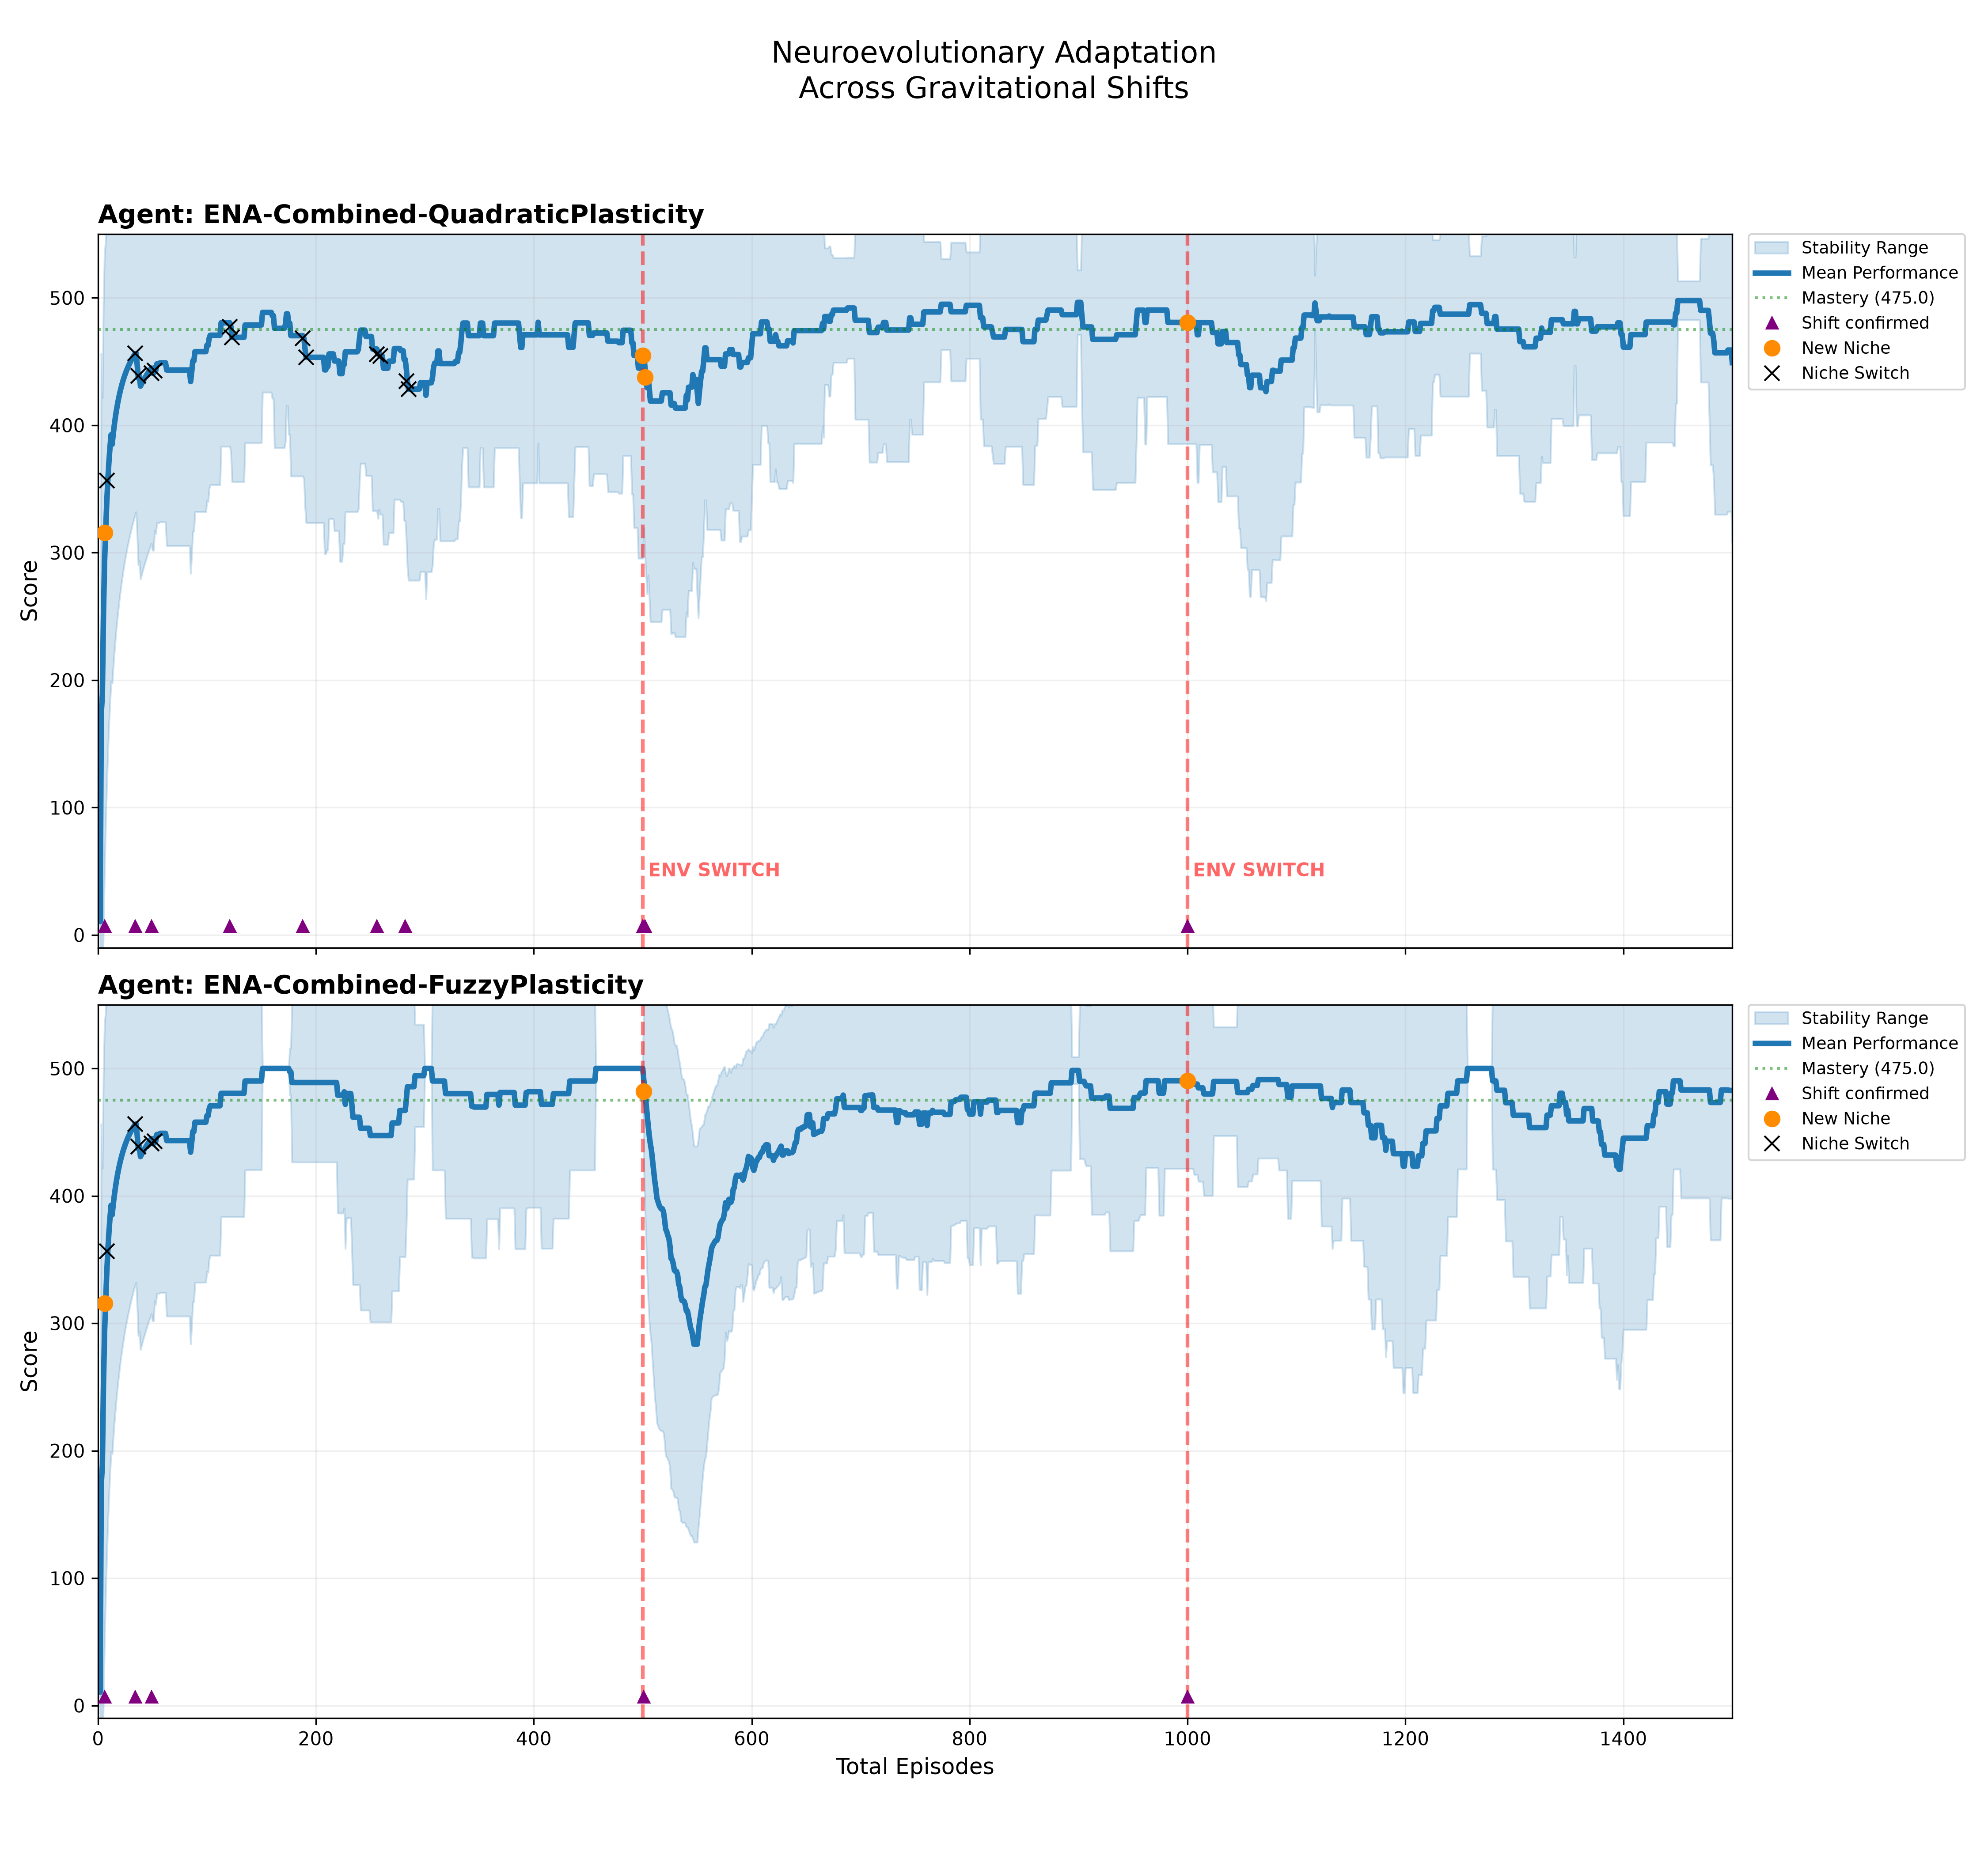 Neuroevolutionary Adaptation
Across Gravitational Shifts
Agent: ENA-Combined-QuadraticPlasticity
Score
500
400
300
200
100
0
ENV SWITCH
ENV SWITCH
Stability Range
Mean Performance
Mastery (475.0)
Shift confirmed
New Niche
Niche Switch
Agent: ENA-Combined-FuzzyPlasticity
Score
500
400
300
200
100
0
0
200
400
600
800
1000
1200
1400
Total Episodes
Stability Range
Mean Performance
Mastery (475.0)
Shift confirmed
New Niche
Niche Switch